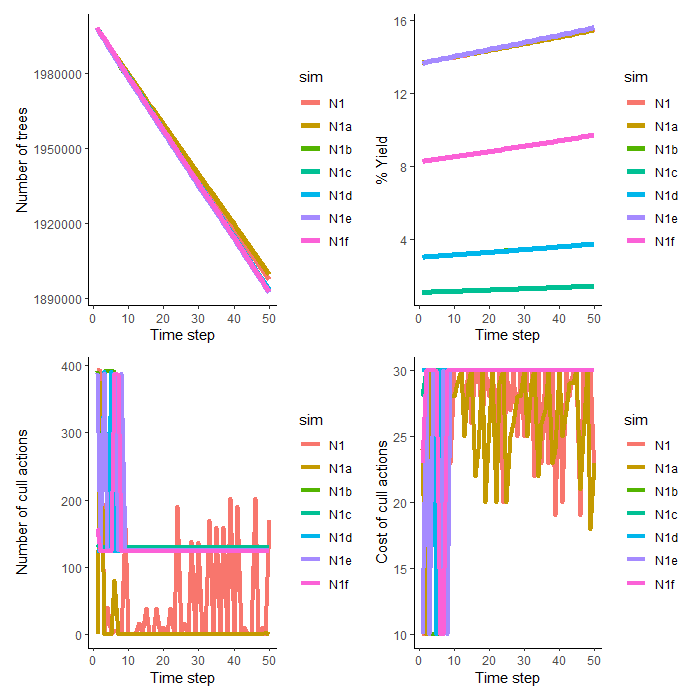 Number of trees
1980000
1950000
1920000
1890000
0 10 20 30 40 50
Time step
sim
N1
N1a
N1b
N1c
N1d
N1e
N1f
% Yield
16
12
8
4
0 10 20 30 40 50
Time step
sim
N1
N1a
N1b
N1c
N1d
N1e
N1f
Number of cull actions
400
300
200
100
0
0 10 20 30 40 50
Time step
sim
N1
N1a
N1b
N1c
N1d
N1e
N1f
Cost of cull actions
30
25
20
15
10
0 10 20 30 40 50
Time step
sim
N1
N1a
N1b
N1c
N1d
N1e
N1f